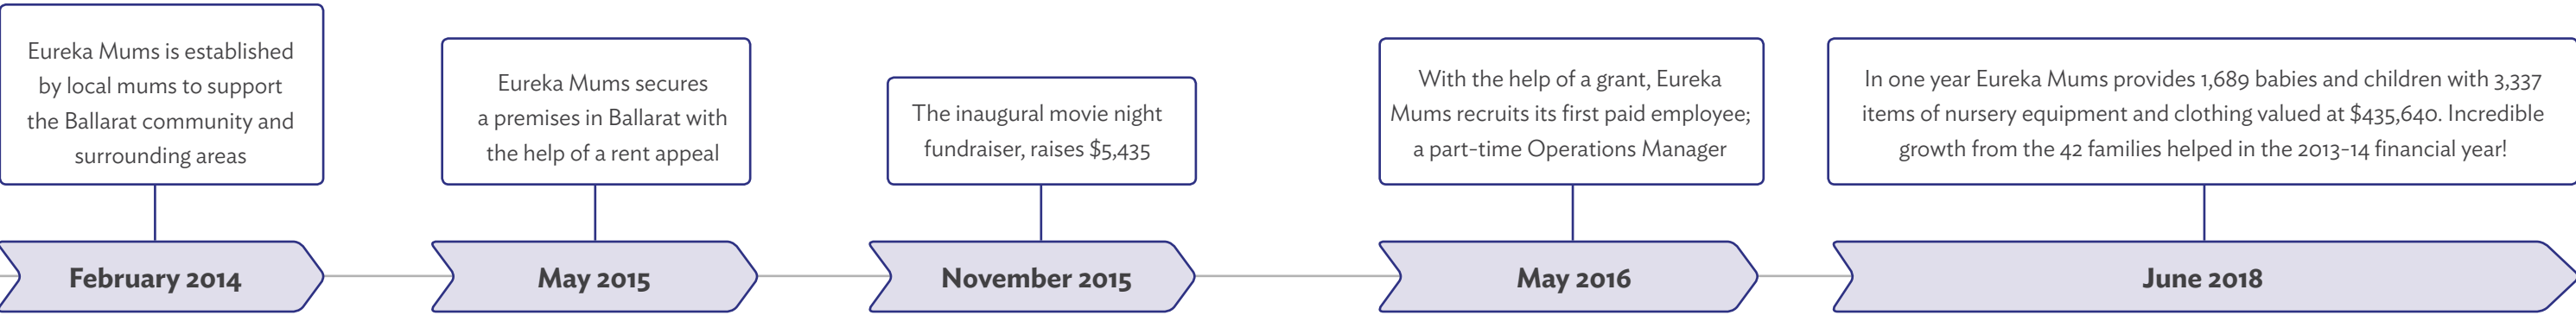 Eureka Mums is established
by local mums to support
the Ballarat community and
surrounding areas
February 2014
Eureka Mums secures
a premises in Ballarat with
the help of a rent appeal
May 2015
The inaugural movie night
fundraiser, raises $5,435
November 2015
With the help of a grant, Eureka
Mums recruits its first paid employee;
a part-time Operations Manager
May 2016
In one year Eureka Mums provides 1,689 babies and children with 3,337
items of nursery equipment and clothing valued at $435,640. Incredible
growth from the 42 families helped in the 2013-14 financial year!
June 2018